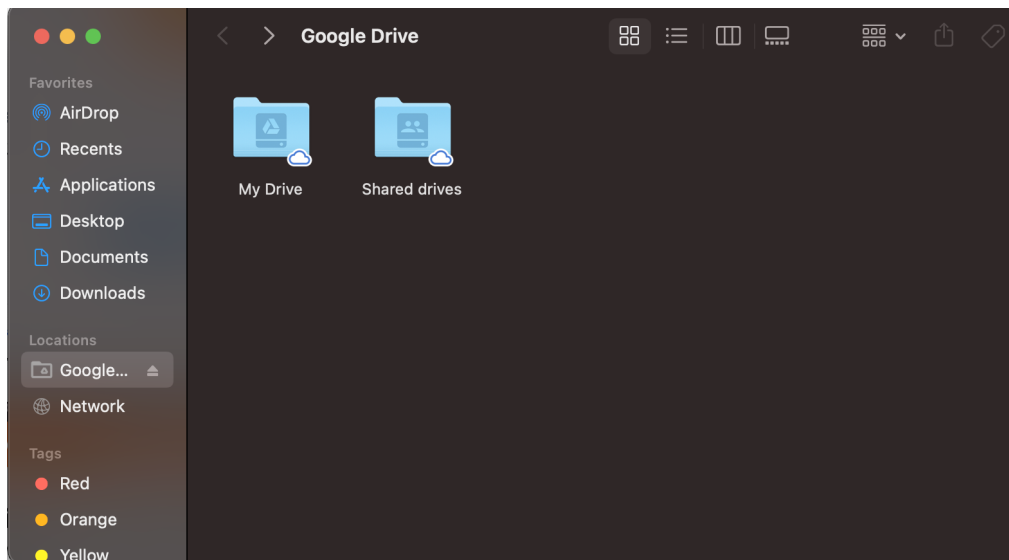 Google Drive
Favorites
AirDrop
Recents
Applications
Desktop
Documents
Downloads
Locations
Google...
Network
Tags
Red
Orange
Yellow
My Drive
Shared drives